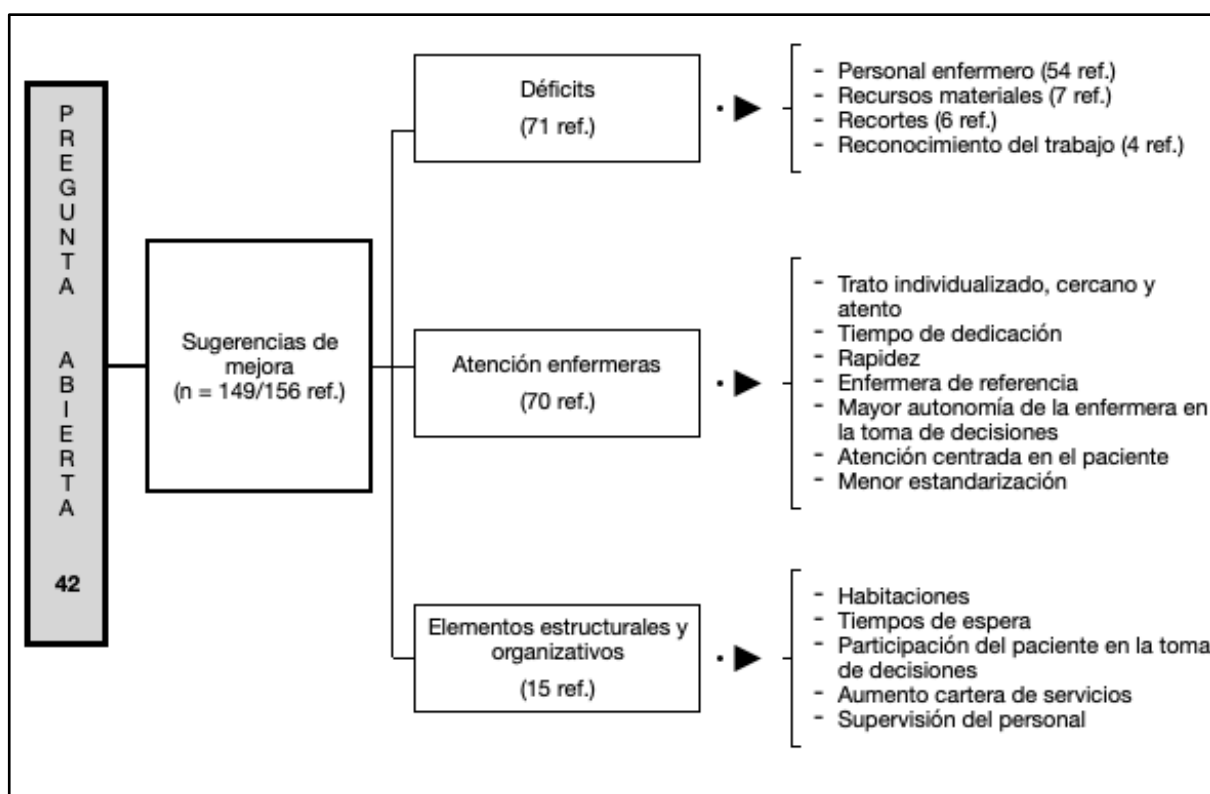 PREGUNTA ABIERTA 42
Sugerencias de
mejora
(n = 149/156 ref.)
Déficits
(71 ref.)
- Personal enfermero (54 ref.)
- Recursos materiales (7 ref.)
- Recortes (6 ref.)
- Reconocimiento del trabajo (4 ref.)
Atención enfermeras
(70 ref.)
- Trato individualizado, cercano y
atento
- Tiempo de dedicación
- Rapidez
- Enfermera de referencia
- Mayor autonomía de la enfermera en
la toma de decisiones
- Atención centrada en el paciente
- Menor estandarización
Elementos estructurales y
organizativos
(15 ref.)
- Habitaciones
- Tiempos de espera
- Participación del paciente en la toma
de decisiones
- Aumento cartera de servicios
- Supervisión del personal